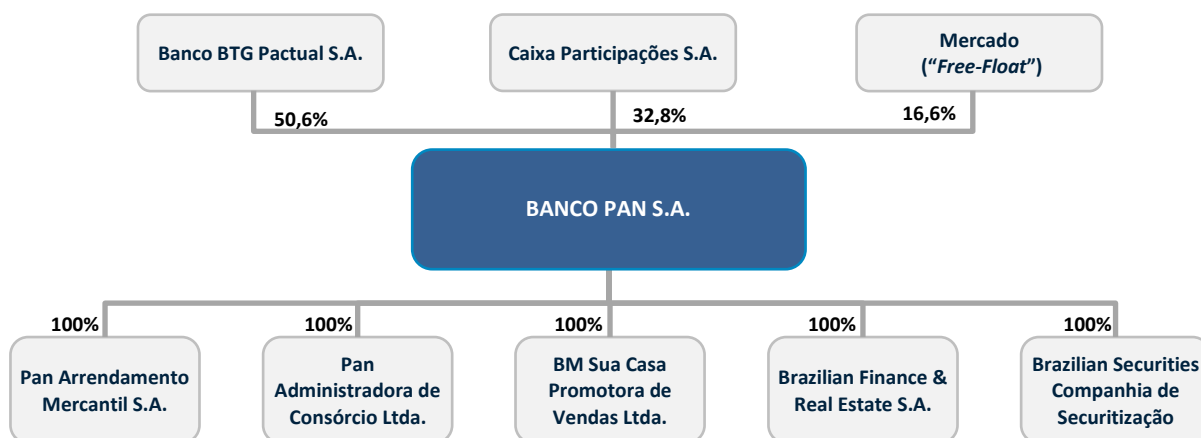 Banco BTG Pactual S.A.
Caixa Participações S.A.
Mercado
(“Free-Float”)
50,6%
32,8%
16,6%
BANCO PAN S.A.
100%
100%
100%
100%
100%
Pan Arrendamento
Mercantil S.A.
Pan
Administradora de
Consórcio Ltda.
BM Sua Casa
Promotora de
Vendas Ltda.
Brazilian Finance &
Real Estate S.A.
Brazilian Securities
Companhia de
Securitização